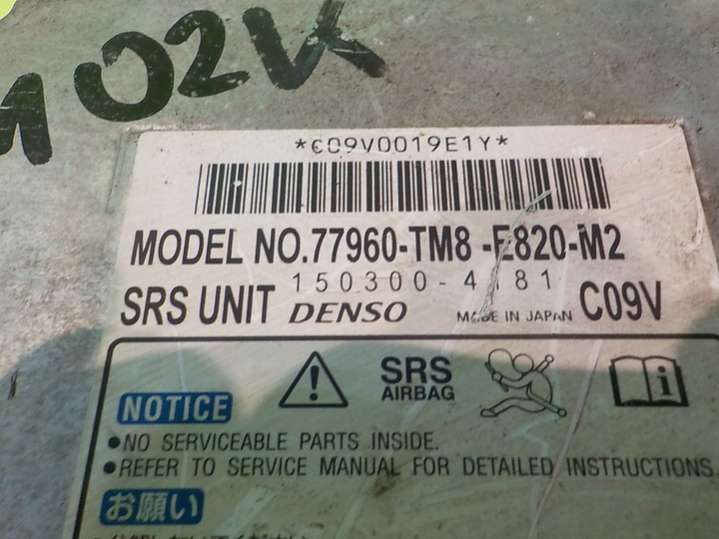 102K
*C09V0019E1Y*
MODEL NO.77960-TM8-E820-M2
SRS UNIT DENSO MADE IN JAPAN C09V
SRS
AIRBAG
NOTICE
●NO SERVICEABLE PARTS INSIDE.
●REFER TO SERVICE MANUAL FOR DETAILED INSTRUCTIONS
お願い